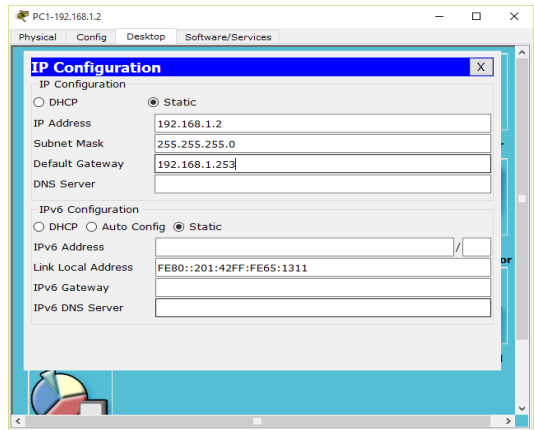 PC1-192.168.1.2
Physical Config Desktop Software/Services
IP Configuration X
IP Configuration
DHCP Static
IP Address 192.168.1.2
Subnet Mask 255.255.255.0
Default Gateway 192.168.1.253
DNS Server
IPv6 Configuration
DHCP Auto Config Static
IPv6 Address /
Link Local Address FE80::201:42FF:FE65:1311
IPv6 Gateway
IPv6 DNS Server